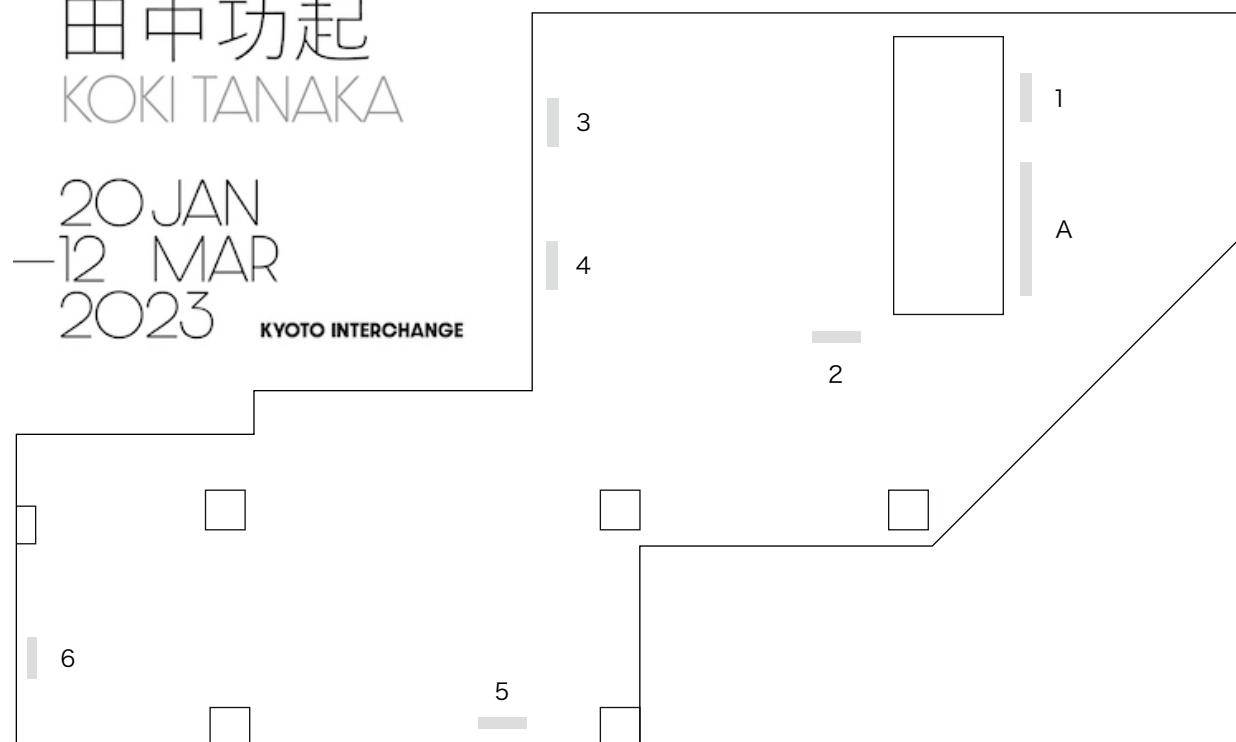 田中功起
KOKI TANAKA
20 JAN
—12 MAR
2023
KYOTO INTERCHANGE
3
1
A
4
2
6
5